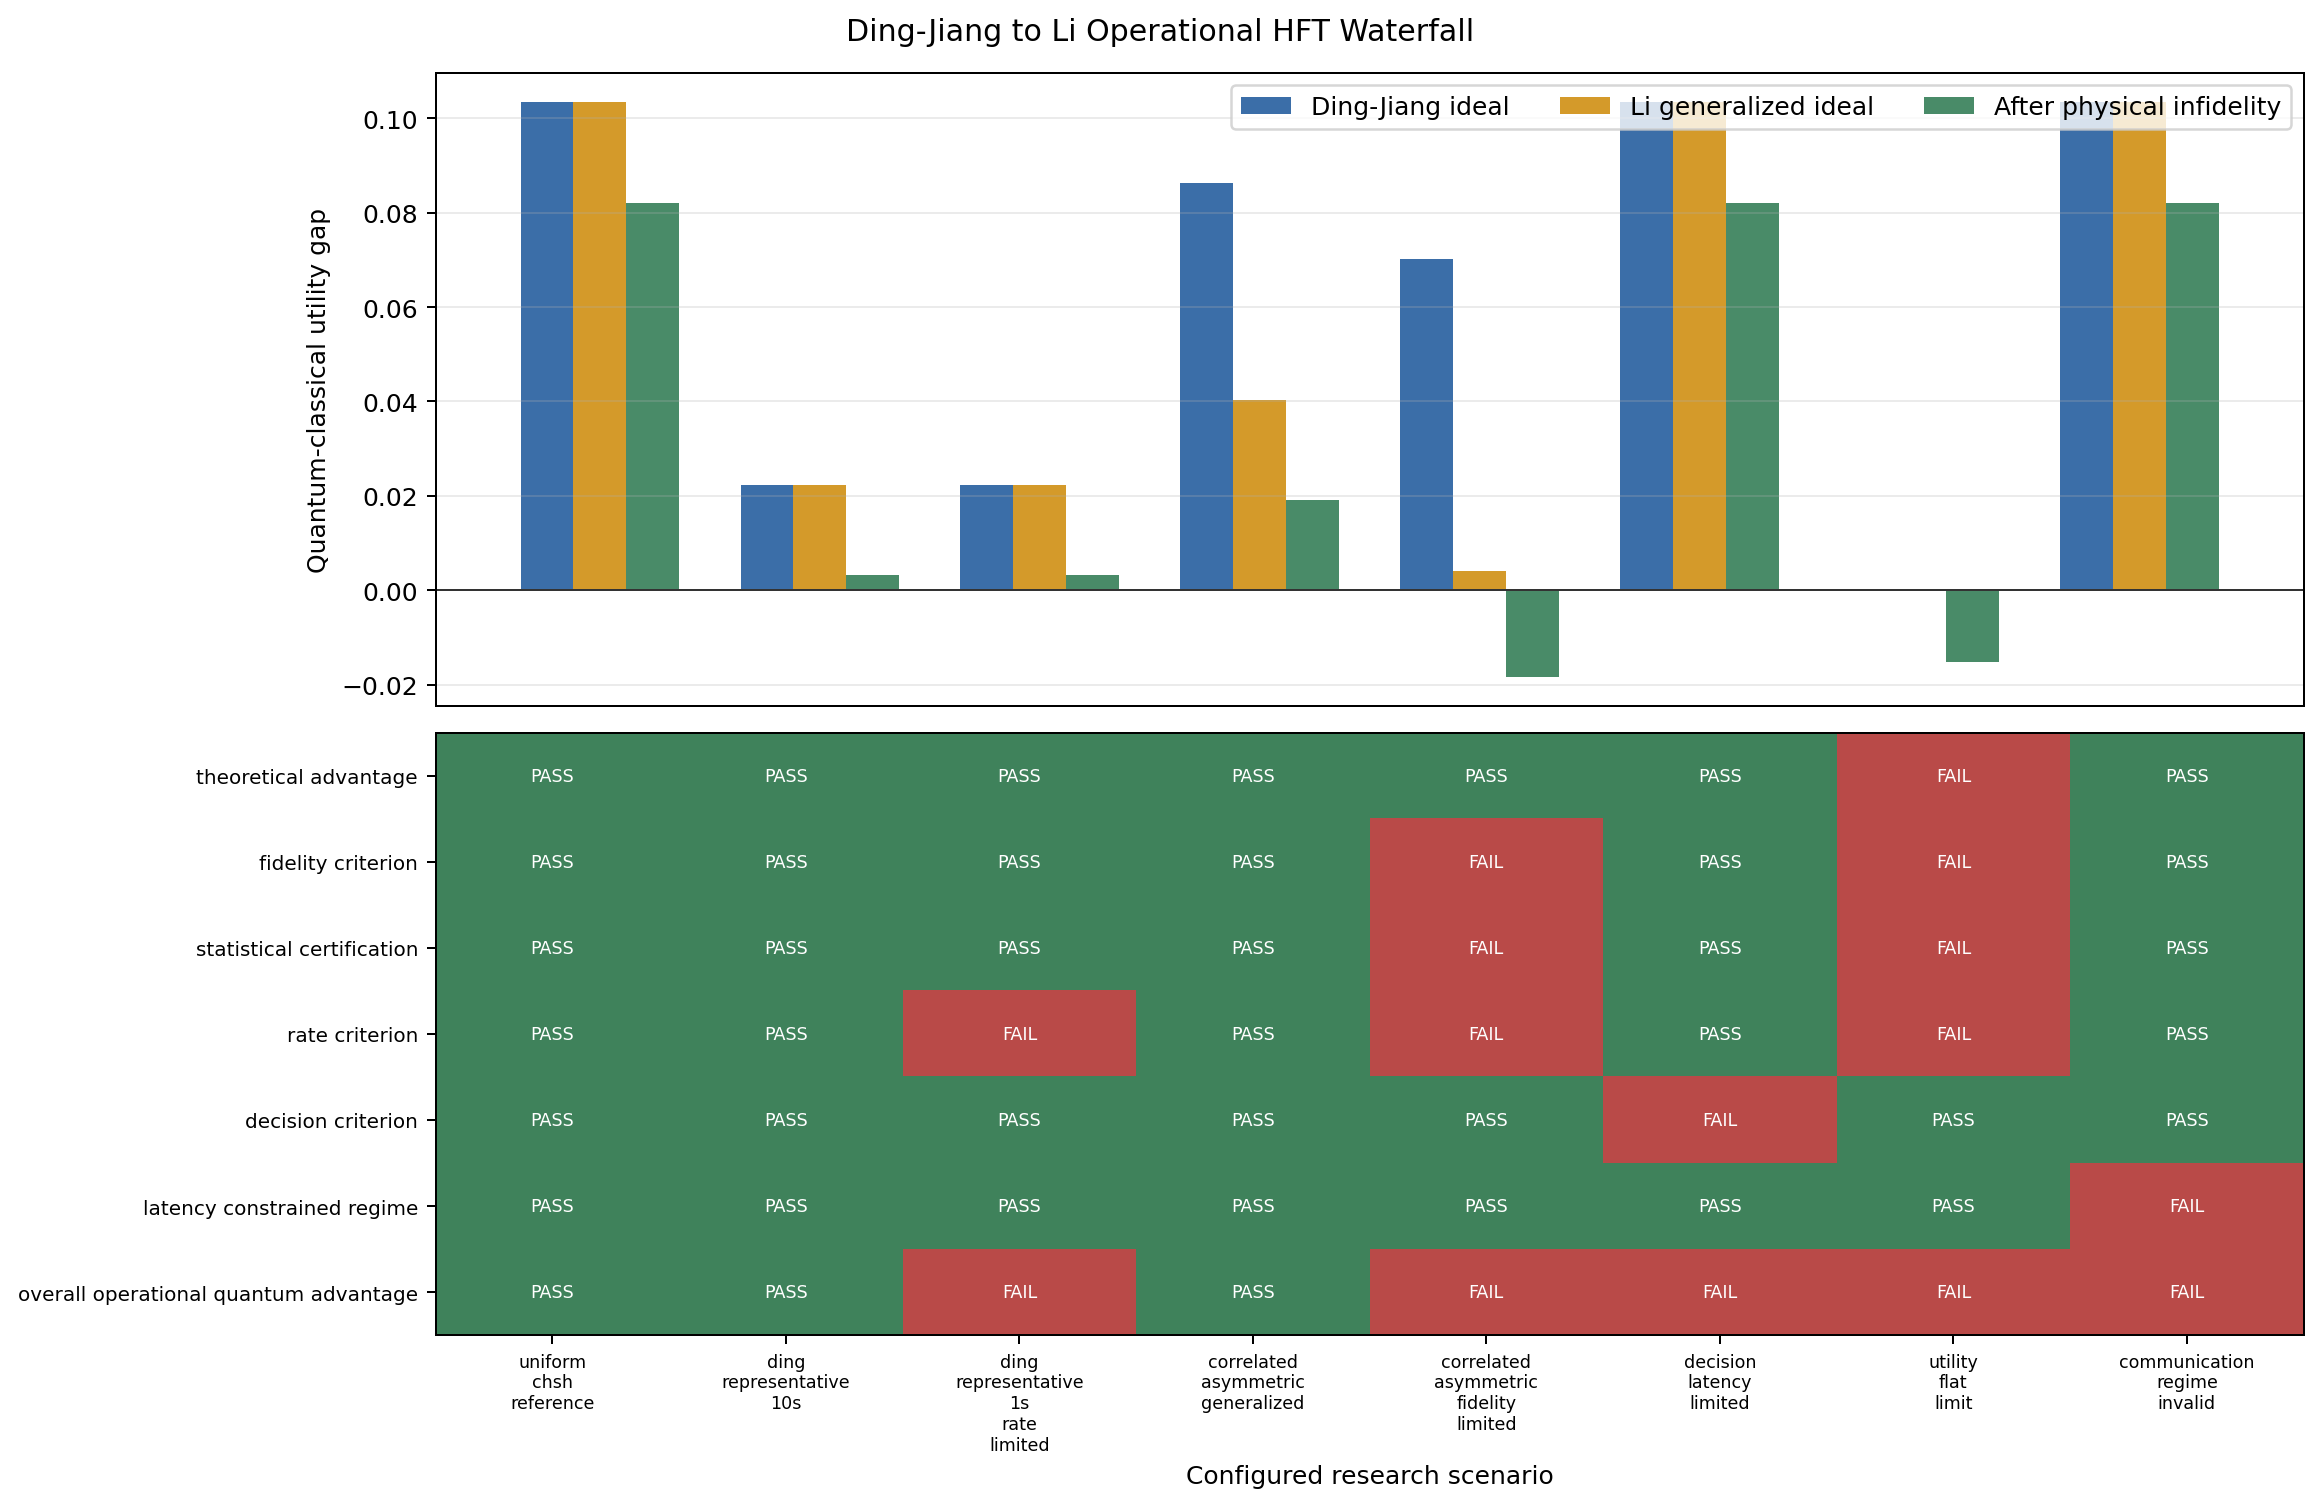 Ding-Jiang to Li Operational HFT Waterfall
Ding-Jiang ideal
Li generalized ideal
After physical infidelity
Quantum-classical utility gap
0.10
0.08
0.06
0.04
0.02
0.00
−0.02
theoretical advantage PASS PASS PASS PASS PASS PASS FAIL PASS
fidelity criterion PASS PASS PASS PASS FAIL PASS FAIL PASS
statistical certification PASS PASS PASS PASS FAIL PASS FAIL PASS
rate criterion PASS PASS FAIL PASS FAIL PASS FAIL PASS
decision criterion PASS PASS PASS PASS PASS FAIL PASS PASS
latency constrained regime PASS PASS PASS PASS PASS PASS PASS FAIL
overall operational quantum advantage PASS PASS FAIL PASS FAIL FAIL FAIL FAIL
uniform
chsh
reference
ding
representative
10s
ding
representative
1s
rate
limited
correlated
asymmetric
generalized
correlated
asymmetric
fidelity
limited
decision
latency
limited
utility
flat
limit
communication
regime
invalid
Configured research scenario